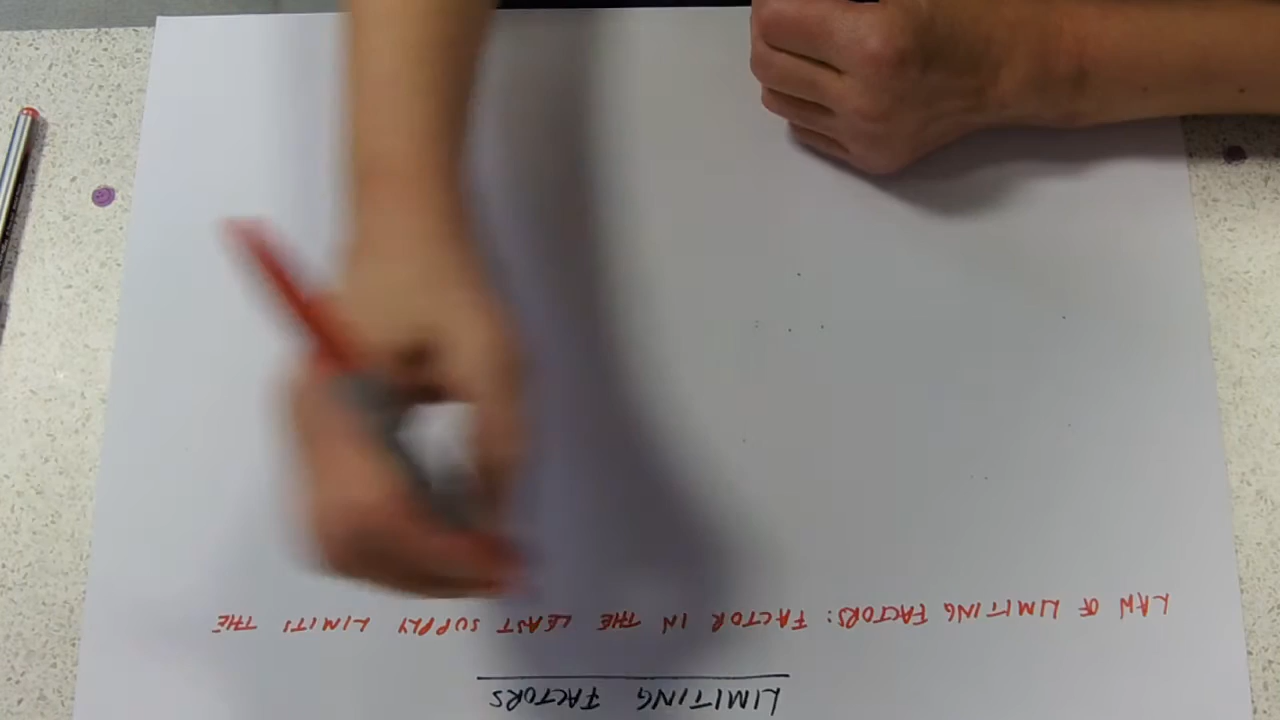 LIMITING FACTORS
LAW OF LIMITING FACTORS: FACTOR IN THE LEAST SUPPLY LIMITS THE